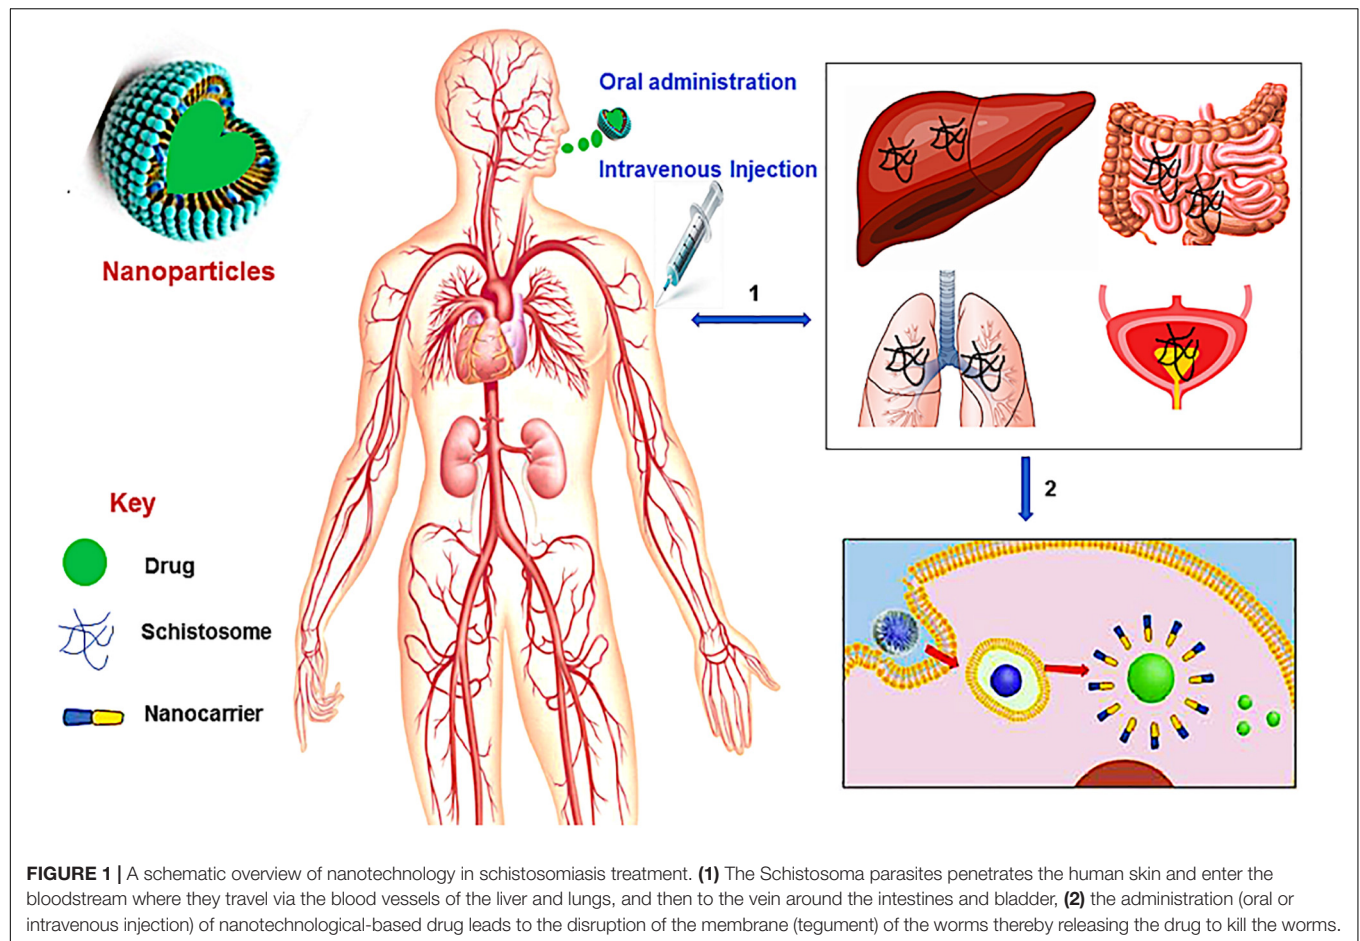 Oral administration
Intravenous Injection
Nanoparticles
1
Key
2
Drug
Schistosome
Nanocarrier
FIGURE 1 | A schematic overview of nanotechnology in schistosomiasis treatment. (1) The Schistosoma parasites penetrates the human skin and enter the
bloodstream where they travel via the blood vessels of the liver and lungs, and then to the vein around the intestines and bladder, (2) the administration (oral or
intravenous injection) of nanotechnological-based drug leads to the disruption of the membrane (tegument) of the worms thereby releasing the drug to kill the worms.